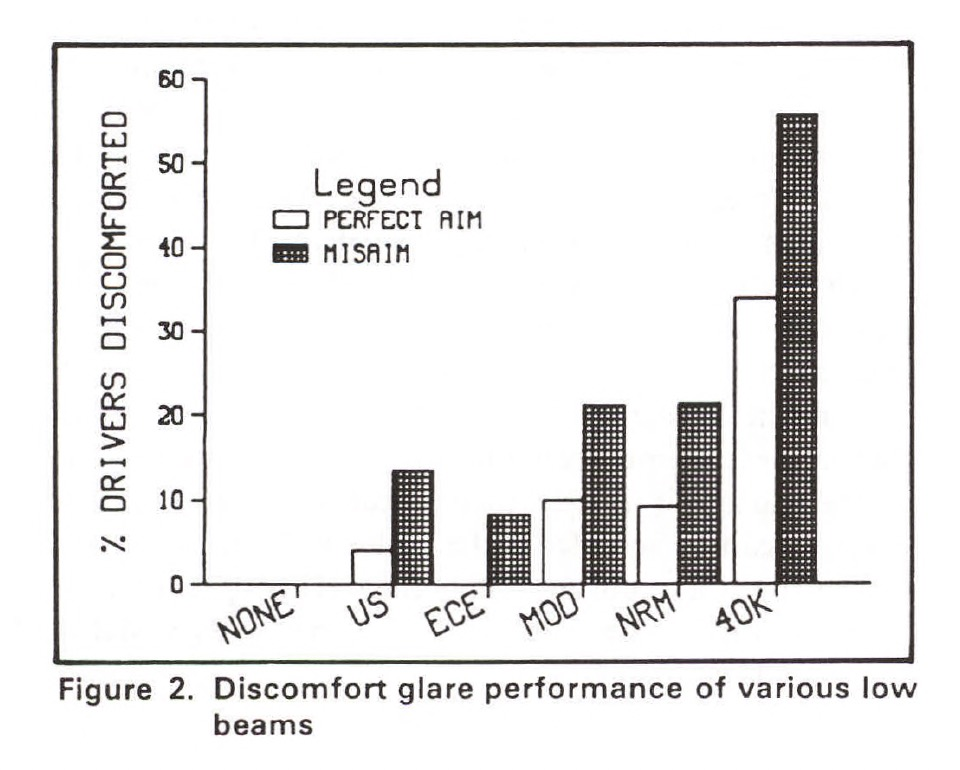 60
50
40
30
20
10
0
% DRIVERS DISCOMFORTED
Legend
PERFECT AIM
MISAIM
NONE
US
ECE
MOD
NRM
40K
Figure 2. Discomfort glare performance of various low
beams